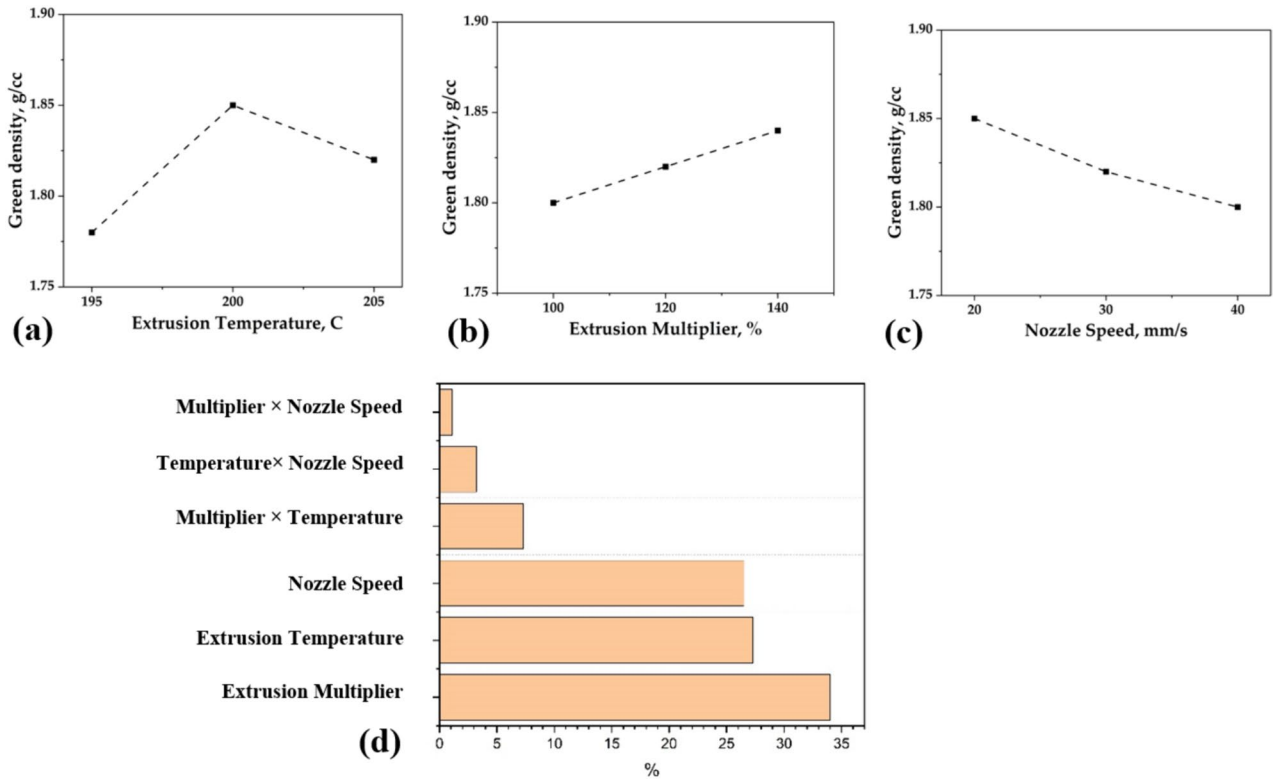 1.90
1.85
1.80
1.75
Green density, g/cc
195
200
205
Extrusion Temperature, C
(a)
1.90
1.85
1.80
1.75
Green density, g/cc
100
120
140
Extrusion Multiplier, %
(b)
1.90
1.85
1.80
1.75
Green density, g/cc
20
30
40
Nozzle Speed, mm/s
(c)
Multiplier × Nozzle Speed
Temperature× Nozzle Speed
Multiplier × Temperature
Nozzle Speed
Extrusion Temperature
Extrusion Multiplier
(d)
0
5
10
15
20
25
30
35
%